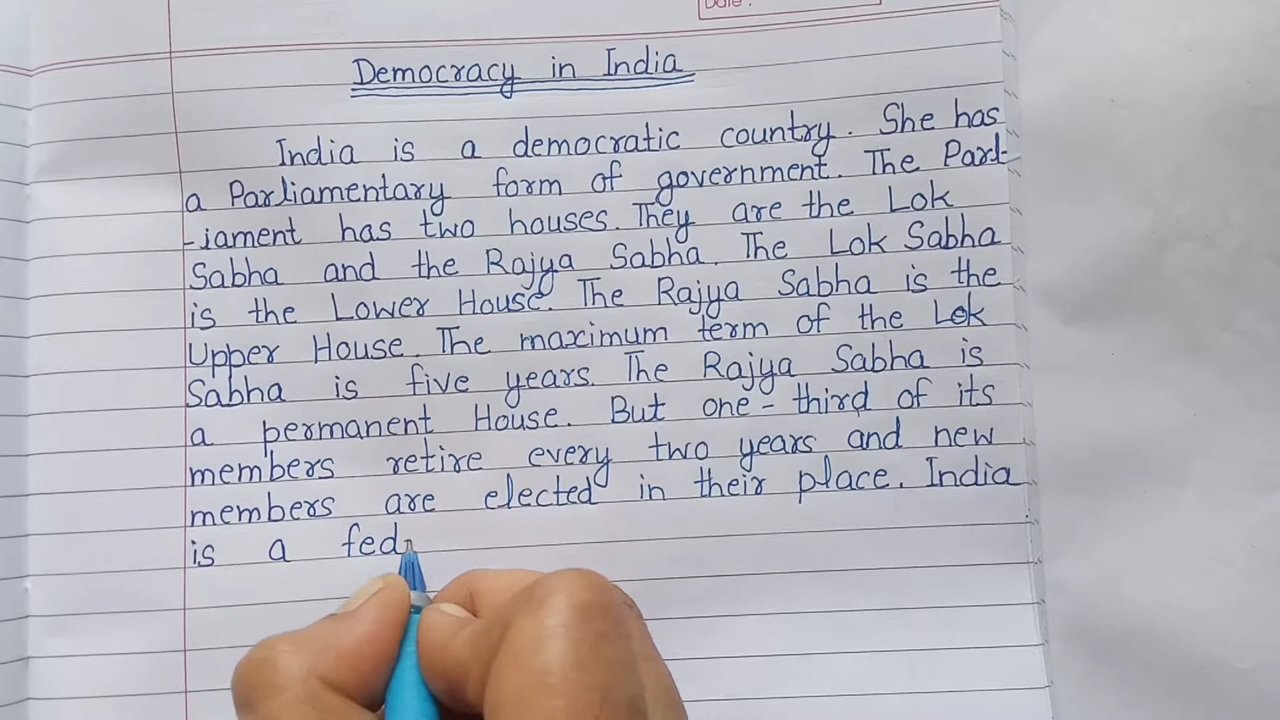 Date :
Democracy in India
India is a democratic country. She has
a Parliamentary form of government. The Parl-
-iament has two houses. They are the Lok
Sabha and the Rajya Sabha. The Lok Sabha
is the Lower House. The Rajya Sabha is the
Upper House. The maximum term of the Lok
Sabha is five years. The Rajya Sabha is
a permanent House. But one-third of its
members retire every two years and new
members are elected in their place. India
is a fed